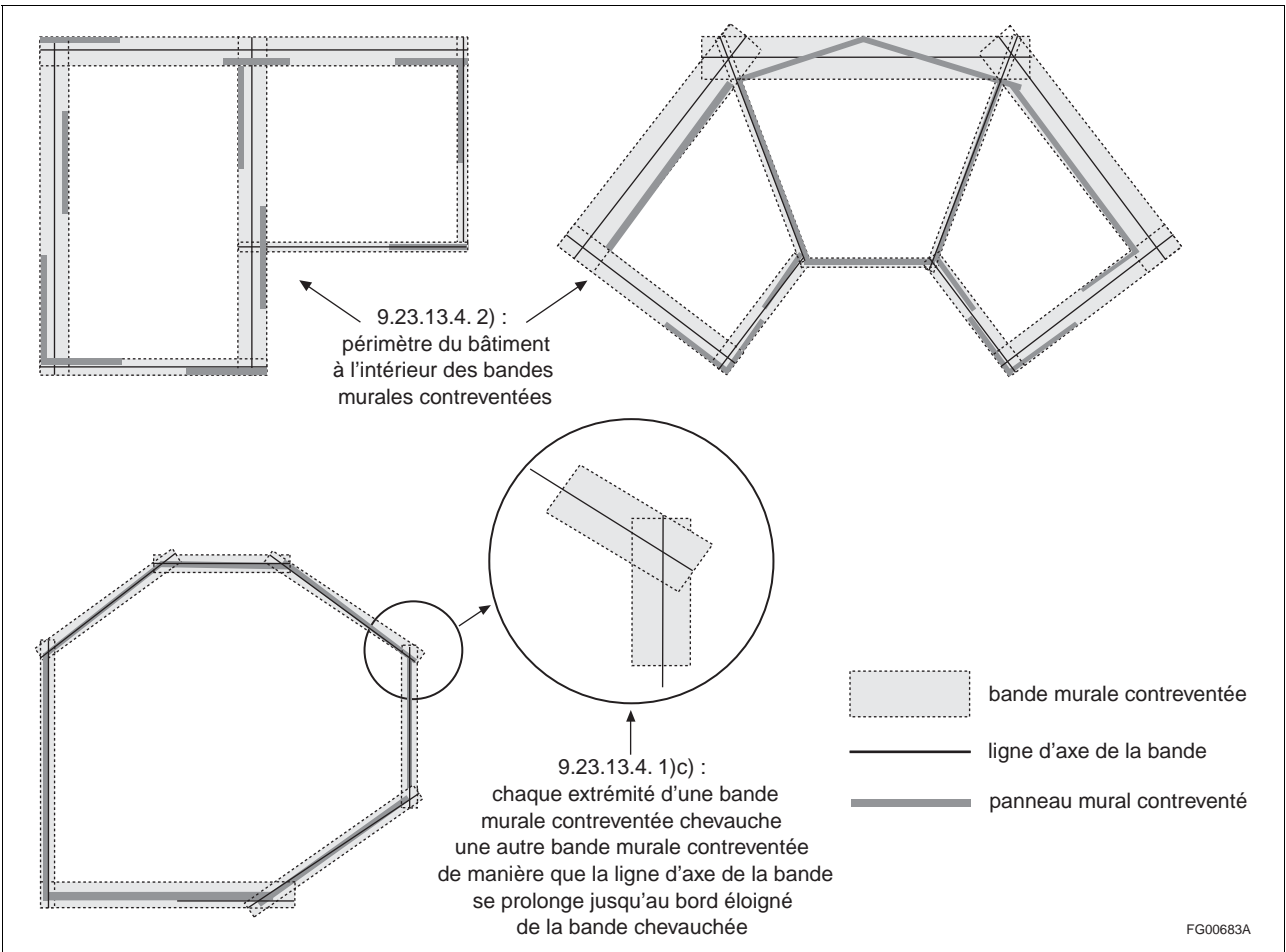 9.23.13.4. 2) :
périmètre du bâtiment
à l'intérieur des bandes
murales contreventées
bande murale contreventée
ligne d'axe de la bande
panneau mural contreventé
9.23.13.4. 1)c) :
chaque extrémité d'une bande
murale contreventée chevauche
une autre bande murale contreventée
de manière que la ligne d'axe de la bande
se prolonge jusqu'au bord éloigné
de la bande chevauchée
FG00683A